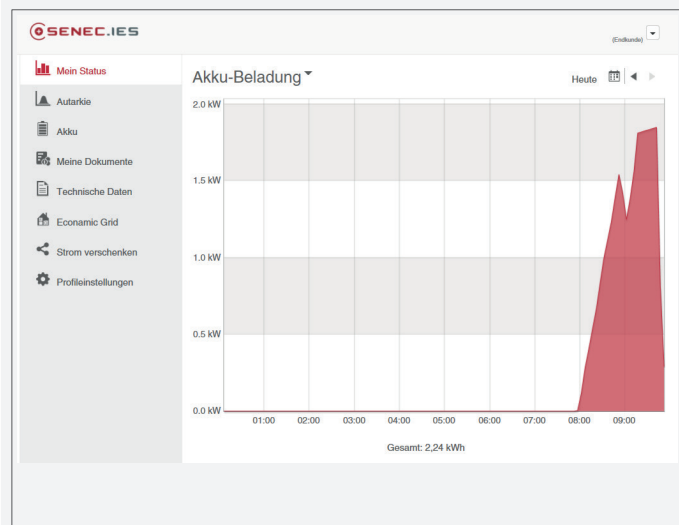 SENEC.IES
(Endkunde)
Mein Status
Autarkie
Akku
Meine Dokumente
Technische Daten
Econamic Grid
Strom verschenken
Profileinstellungen
Akku-Beladung
Heute
2.0 kW
1.5 kW
1.0 kW
0.5 kW
0.0 kW
01:00 02:00 03:00 04:00 05:00 06:00 07:00 08:00 09:00
Gesamt: 2,24 kWh